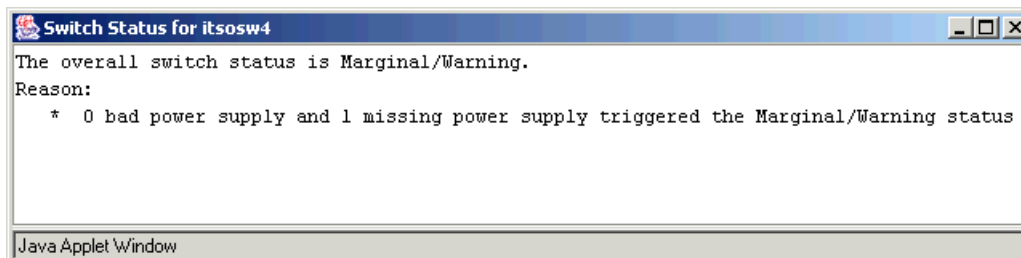 Switch Status for itsosw4
The overall switch status is Marginal/Warning.
Reason:
* 0 bad power supply and 1 missing power supply triggered the Marginal/Warning status
Java Applet Window